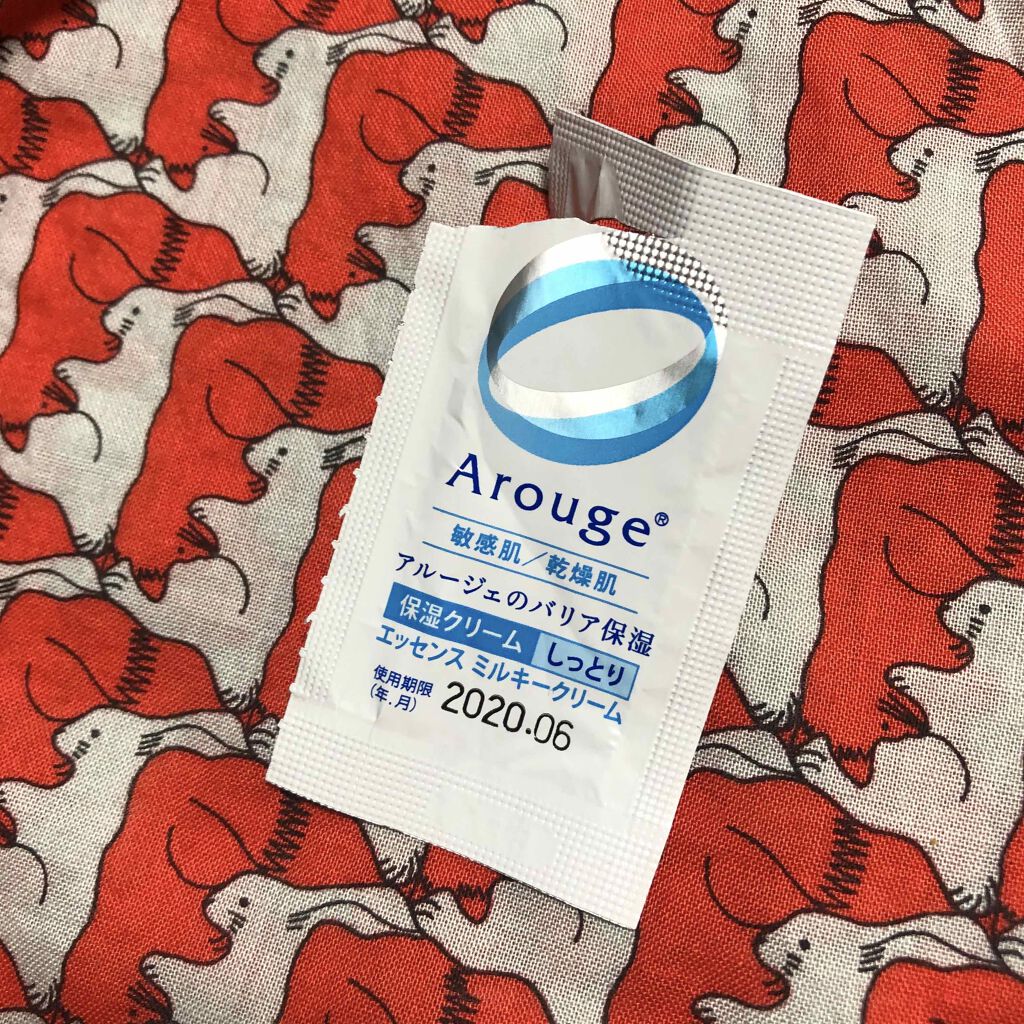 Arouge®
敏感肌/乾燥肌
アルージェのバリア保湿
保湿クリーム しっとり
エッセンス ミルキークリーム
使用期限
(年.月) 2020.06